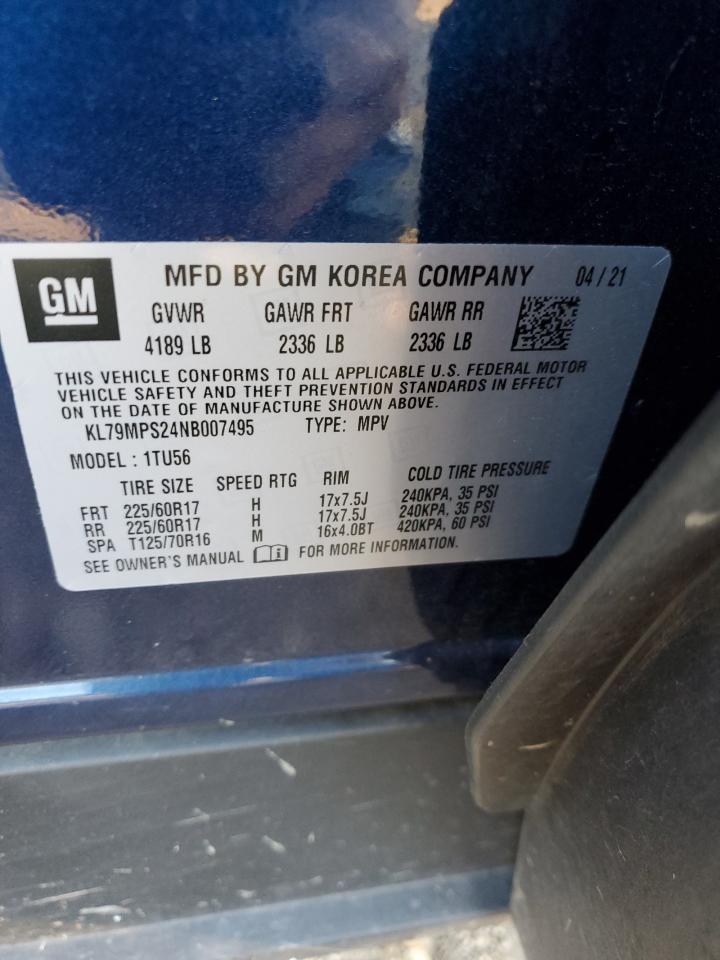 GM
MFD BY GM KOREA COMPANY 04 / 21
GVWR GAWR FRT GAWR RR
4189 LB 2336 LB 2336 LB
THIS VEHICLE CONFORMS TO ALL APPLICABLE U.S. FEDERAL MOTOR
VEHICLE SAFETY AND THEFT PREVENTION STANDARDS IN EFFECT
ON THE DATE OF MANUFACTURE SHOWN ABOVE.
KL79MPS24NB007495 TYPE: MPV
MODEL : 1TU56
TIRE SIZE SPEED RTG RIM COLD TIRE PRESSURE
FRT 225/60R17 H 17x7.5J 240KPA, 35 PSI
RR 225/60R17 H 17x7.5J 240KPA, 35 PSI
SPA T125/70R16 M 16x4.0BT 420KPA, 60 PSI
SEE OWNER'S MANUAL FOR MORE INFORMATION.